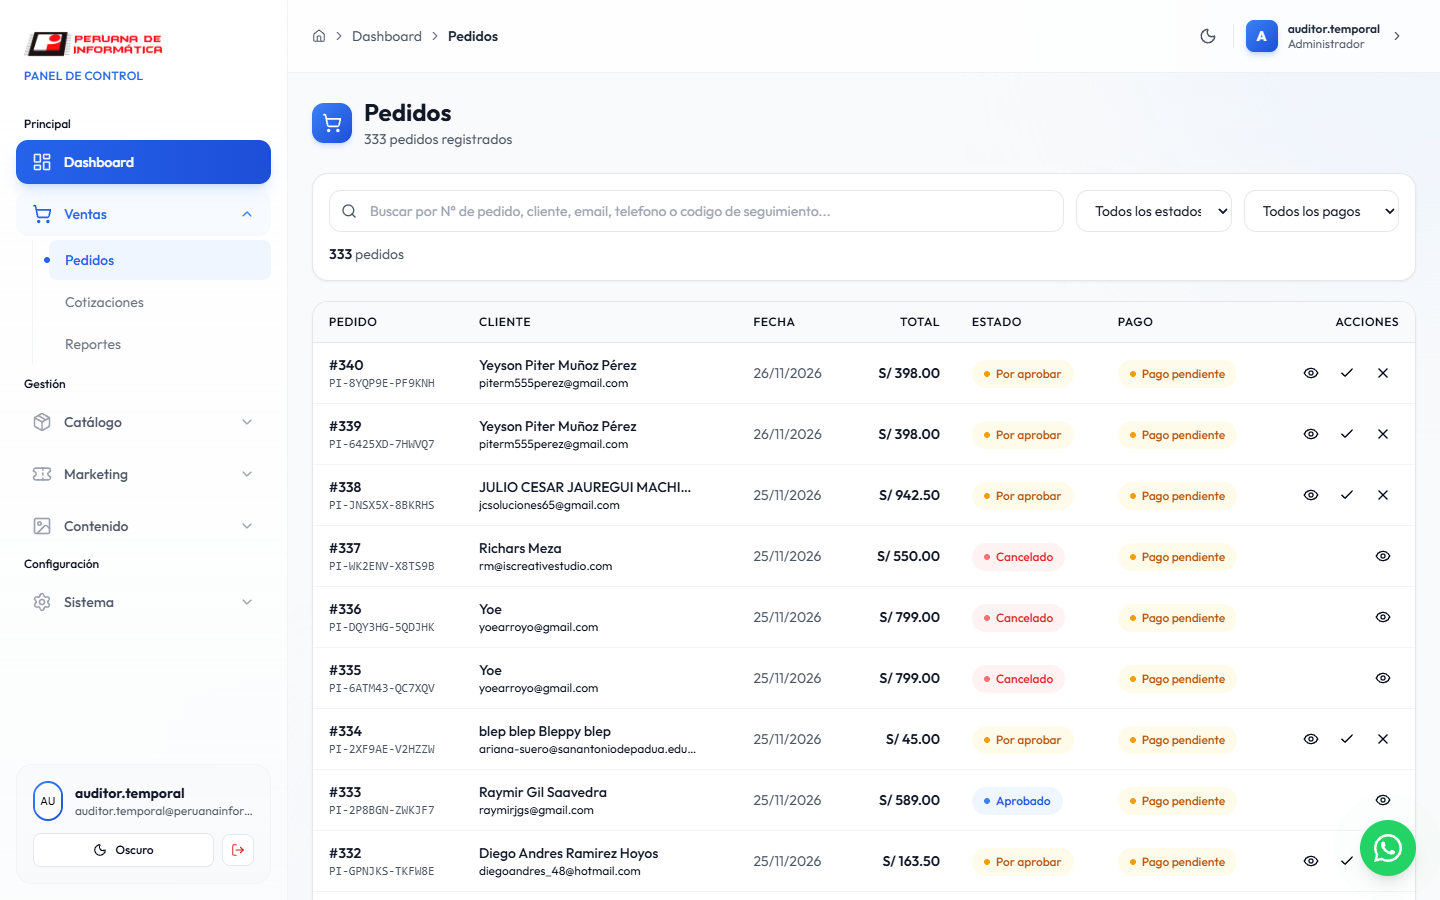 PERUANA DE
INFORMÁTICA
PANEL DE CONTROL
Principal
Dashboard
Ventas
Pedidos
Cotizaciones
Reportes
Gestión
Catálogo
Marketing
Contenido
Configuración
Sistema
AU
auditor.temporal
auditor.temporal@peruanainfor...
Oscuro
Dashboard
Pedidos
A
auditor.temporal
Administrador
Pedidos
333 pedidos registrados
Buscar por Nº de pedido, cliente, email, telefono o codigo de seguimiento...
Todos los estados
Todos los pagos
333 pedidos
PEDIDO CLIENTE FECHA TOTAL ESTADO PAGO ACCIONES
#340 Yeyson Piter Muñoz Pérez 26/11/2026 S/ 398.00 Por aprobar Pago pendiente
PI-8YQP9E-PF9KNH piterm555perez@gmail.com
#339 Yeyson Piter Muñoz Pérez 26/11/2026 S/ 398.00 Por aprobar Pago pendiente
PI-6425XD-7HWVQ7 piterm555perez@gmail.com
#338 JULIO CESAR JAUREGUI MACHI... 25/11/2026 S/ 942.50 Por aprobar Pago pendiente
PI-JNSX5X-8BKRHS jcsoluciones65@gmail.com
#337 Richars Meza 25/11/2026 S/ 550.00 Cancelado Pago pendiente
PI-WK2ENV-X8TS9B rm@iscreativestudio.com
#336 Yoe 25/11/2026 S/ 799.00 Cancelado Pago pendiente
PI-DQY3HG-5QDJHK yoearroyo@gmail.com
#335 Yoe 25/11/2026 S/ 799.00 Cancelado Pago pendiente
PI-6ATM43-QC7XQV yoearroyo@gmail.com
#334 blep blep Bleppy blep 25/11/2026 S/ 45.00 Por aprobar Pago pendiente
PI-2XF9AE-V2HZZW ariana-suero@sanantoniodepadua.edu...
#333 Raymir Gil Saavedra 25/11/2026 S/ 589.00 Aprobado Pago pendiente
PI-2P8BGN-ZWKJF7 raymirjgs@gmail.com
#332 Diego Andres Ramirez Hoyos 25/11/2026 S/ 163.50 Por aprobar Pago pendiente
PI-GPNJKS-TKFW8E diegoandres_48@hotmail.com